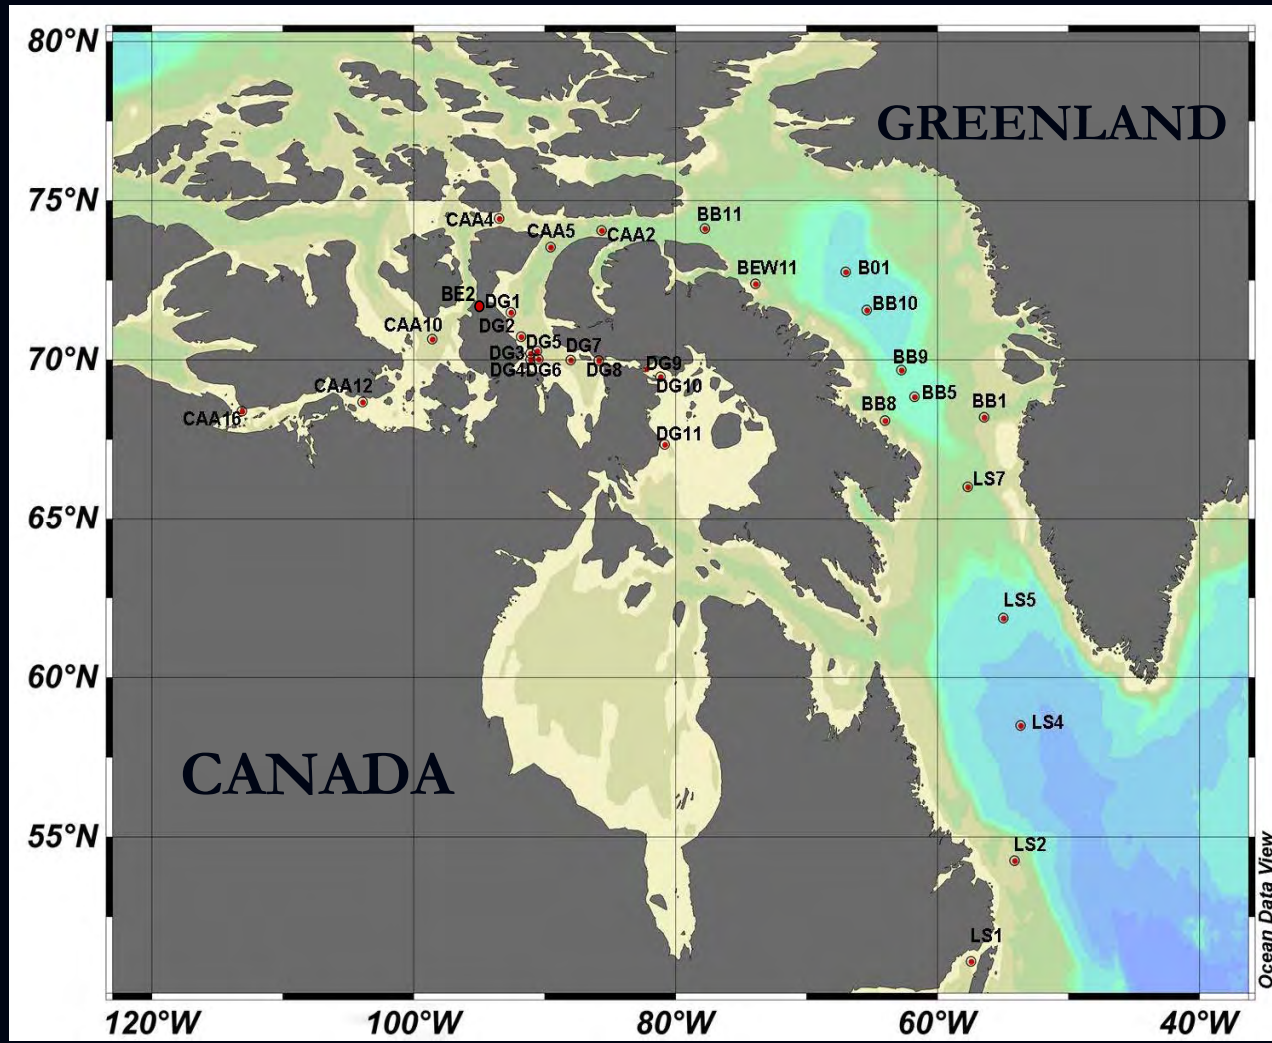 80°N
GREENLAND
75°N
CAA4
CAA5
CAA2
BB11
BEW11
B01
BE2
DG1
BB10
CAA10
DG2
DG5
DG7
DG3
DG9
BB9
70°N
DG4
DG6
DG8
DG10
CAA12
BB5
BB8
BB1
CAA16
DG11
LS7
65°N
LS5
60°N
LS4
CANADA
55°N
LS2
LS1
Ocean Data View
120°W
100°W
80°W
60°W
40°W